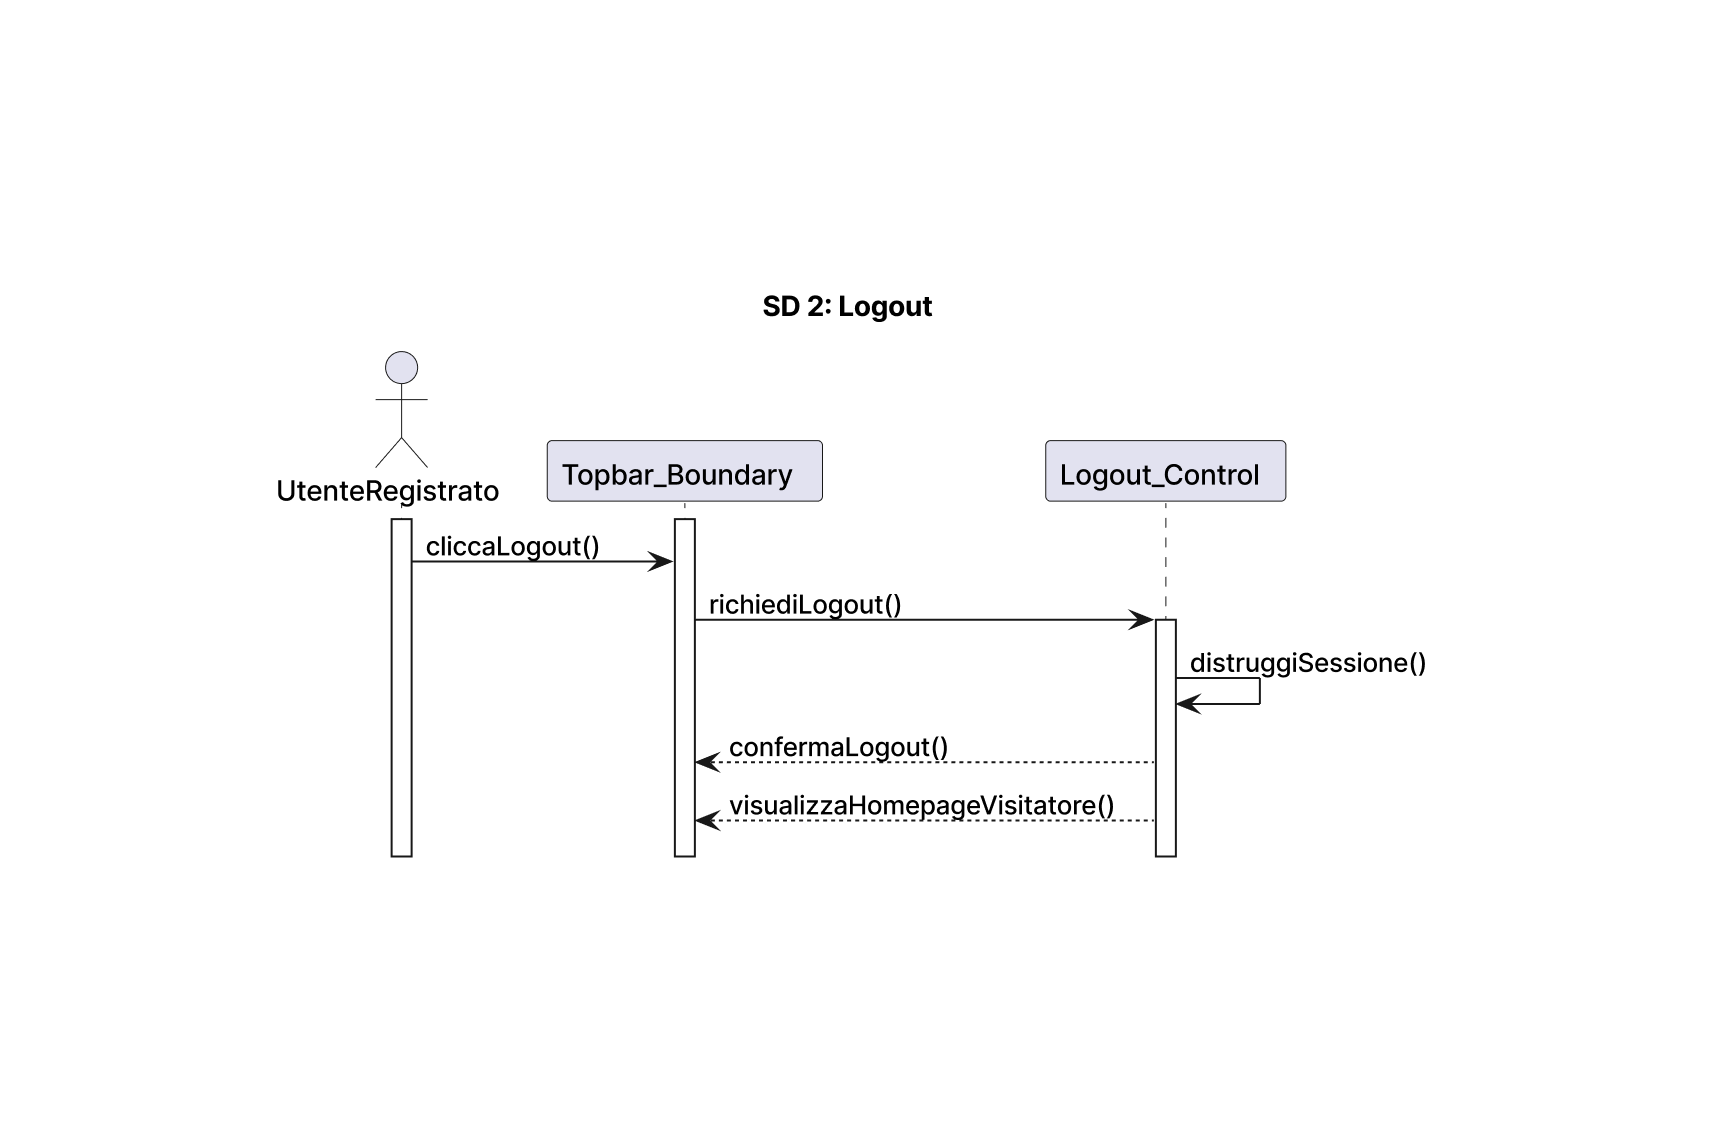 SD 2: Logout
UtenteRegistrato
Topbar_Boundary
Logout_Control
cliccaLogout()
richiediLogout()
distruggiSessione()
confermaLogout()
visualizzaHomepageVisitatore()